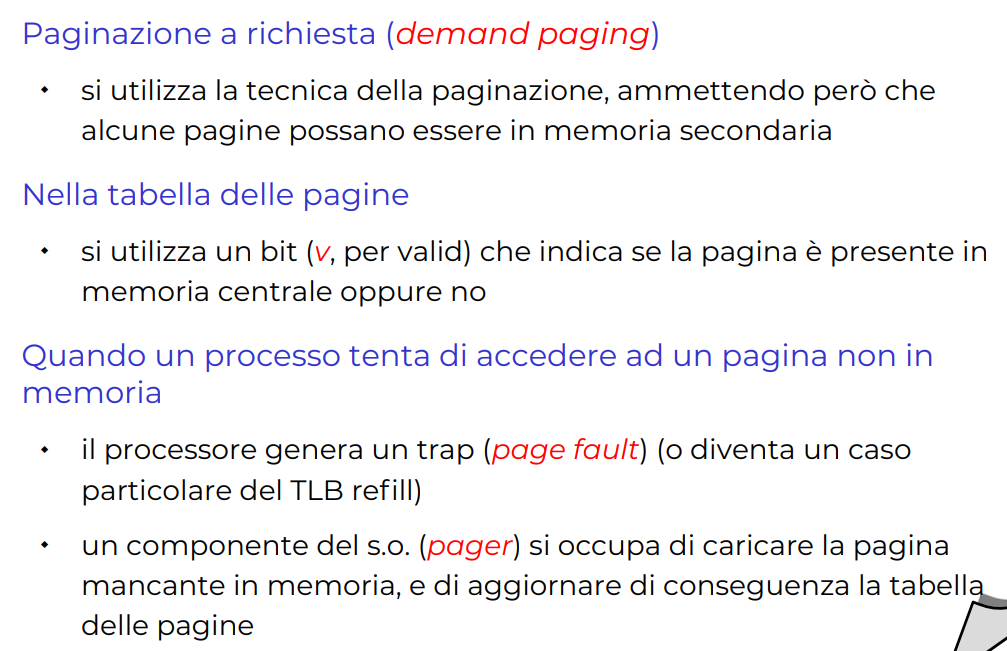 Paginazione a richiesta (demand paging)
• si utilizza la tecnica della paginazione, ammettendo però che
alcune pagine possano essere in memoria secondaria
Nella tabella delle pagine
• si utilizza un bit (v, per valid) che indica se la pagina è presente in
memoria centrale oppure no
Quando un processo tenta di accedere ad un pagina non in
memoria
• il processore genera un trap (page fault) (o diventa un caso
particolare del TLB refill)
• un componente del s.o. (pager) si occupa di caricare la pagina
mancante in memoria, e di aggiornare di conseguenza la tabella
delle pagine